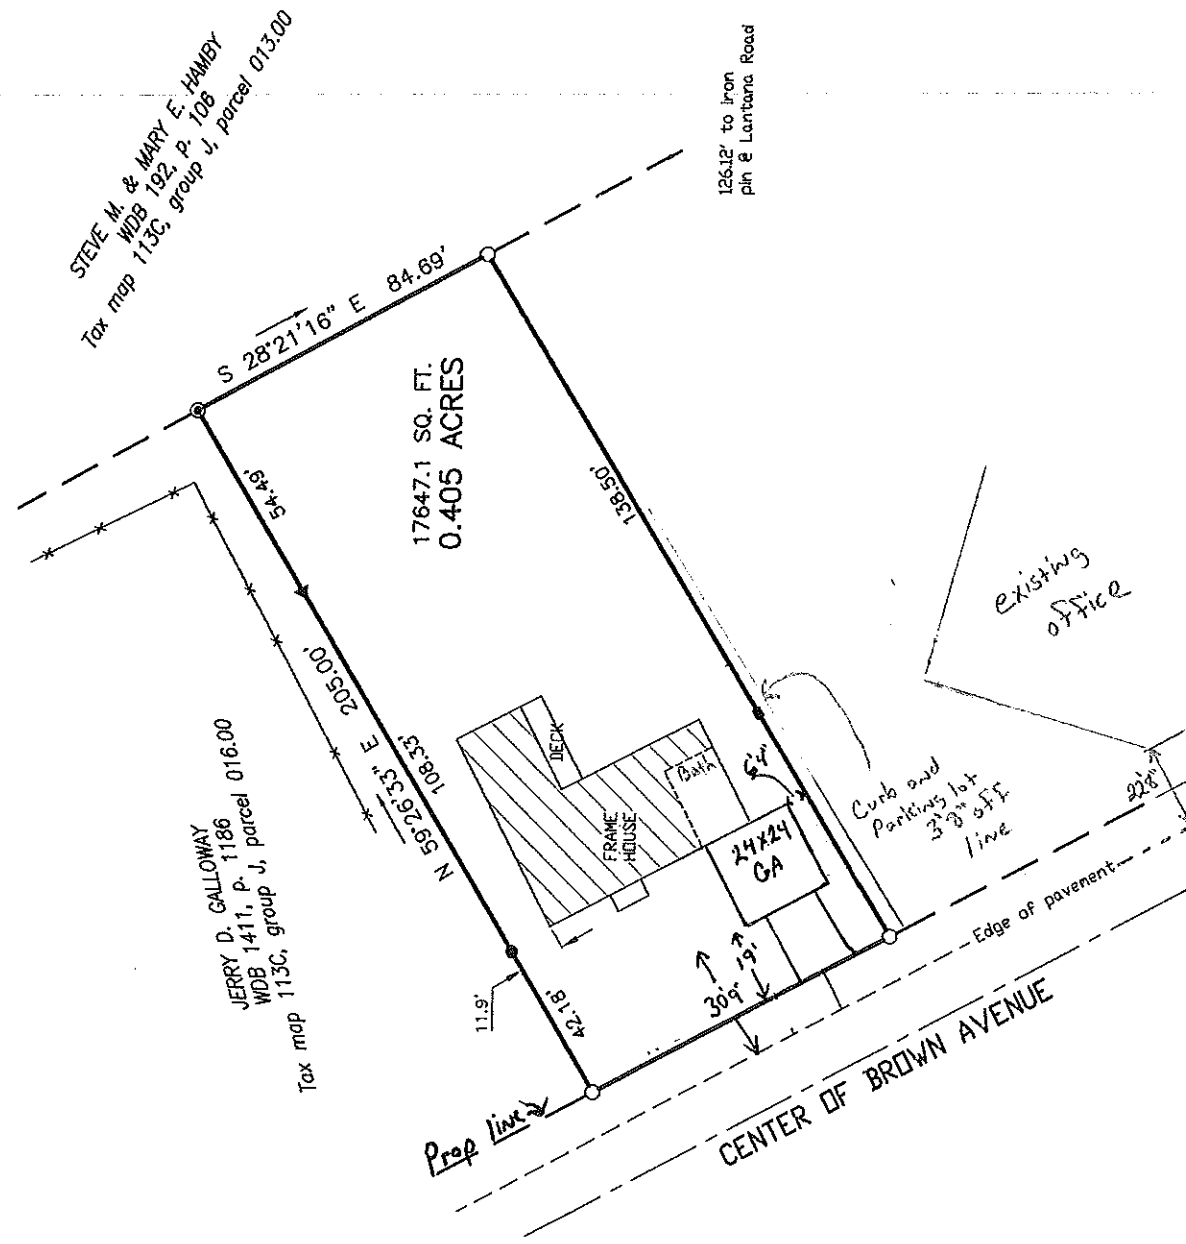 STEVE M. & MARY E. HAMBY
WDB 192, p. 106
Tax map 113C, group J, parcel 013.00
126.12' to iron
pin @ Lantana Road
S 28°21'16" E 84.69'
17647.1 SQ. FT.
0.405 ACRES
54.49'
N 59°26'33" E 205.00'
108.33'
138.50'
JERRY D. GALLOWAY
WDB 1411, p. 1186
Tax map 113C, group J, parcel 016.00
DECK
FRAME
HOUSE
Bath
6'4"
24X24
GA
existing
office
Curb and
Parking lot
3'8" off
line
22'8"
11.9'
42.18'
30'9"
19'
Edge of pavement
Prop line
CENTER OF BROWN AVENUE